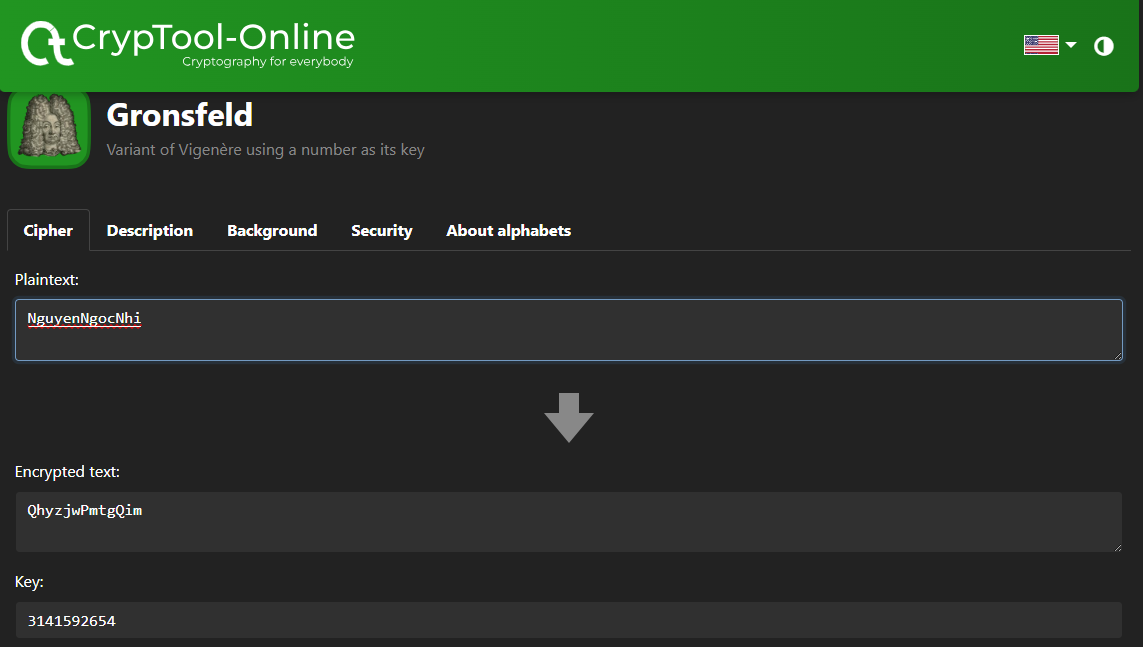 CrypTool-Online
Cryptography for everybody
Gronsfeld
Variant of Vigenère using a number as its key
Cipher Description Background Security About alphabets
Plaintext:
NguyenNgocNhi
Encrypted text:
QhyzjwPmtgQim
Key:
3141592654